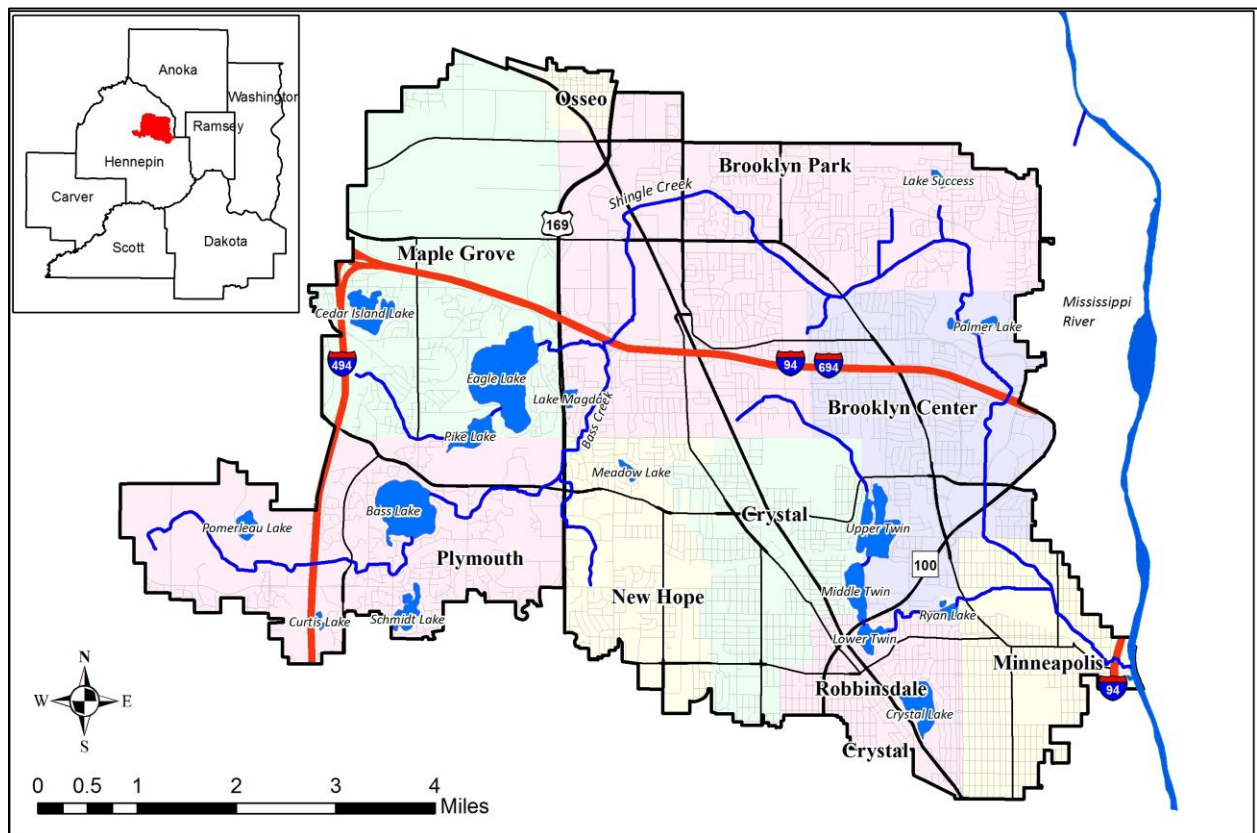 Anoka
Washington
Ramsey
Hennepin
Carver
Scott
Dakota
Osseo
Brooklyn Park
Lake Success
Shingle Creek
169
Maple Grove
Cedar Island Lake
Mississippi
River
Palmer Lake
494
94
694
Eagle Lake
Lake Magda
Brooklyn Center
Bass Creek
Pike Lake
Meadow Lake
Bass Lake
Crystal
Upper Twin
Pomerleau Lake
Plymouth
100
Middle Twin
New Hope
Ryan Lake
Curtis Lake
Schmidt Lake
Lower Twin
Minneapolis
Robbinsdale
94
Crystal Lake
Crystal
N
W
E
S
0 0.5 1 2 3 4
Miles